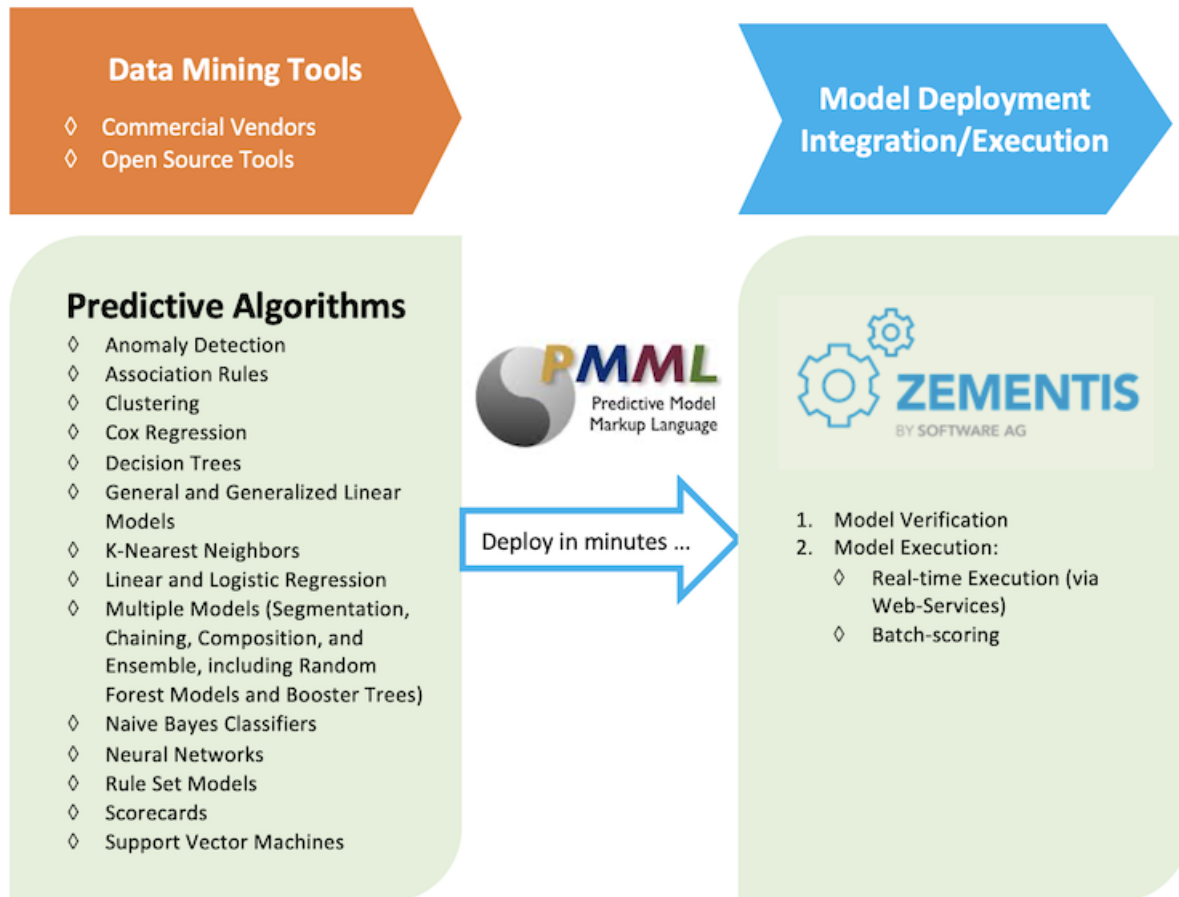 Data Mining Tools
◊ Commercial Vendors
◊ Open Source Tools
Model Deployment
Integration/Execution
Predictive Algorithms
◊ Anomaly Detection
◊ Association Rules
◊ Clustering
◊ Cox Regression
◊ Decision Trees
◊ General and Generalized Linear
Models
◊ K-Nearest Neighbors
◊ Linear and Logistic Regression
◊ Multiple Models (Segmentation,
Chaining, Composition, and
Ensemble, including Random
Forest Models and Booster Trees)
◊ Naive Bayes Classifiers
◊ Neural Networks
◊ Rule Set Models
◊ Scorecards
◊ Support Vector Machines
PMML
Predictive Model
Markup Language
Deploy in minutes ...
ZEMENTIS
BY SOFTWARE AG
1. Model Verification
2. Model Execution:
◊ Real-time Execution (via
Web-Services)
◊ Batch-scoring